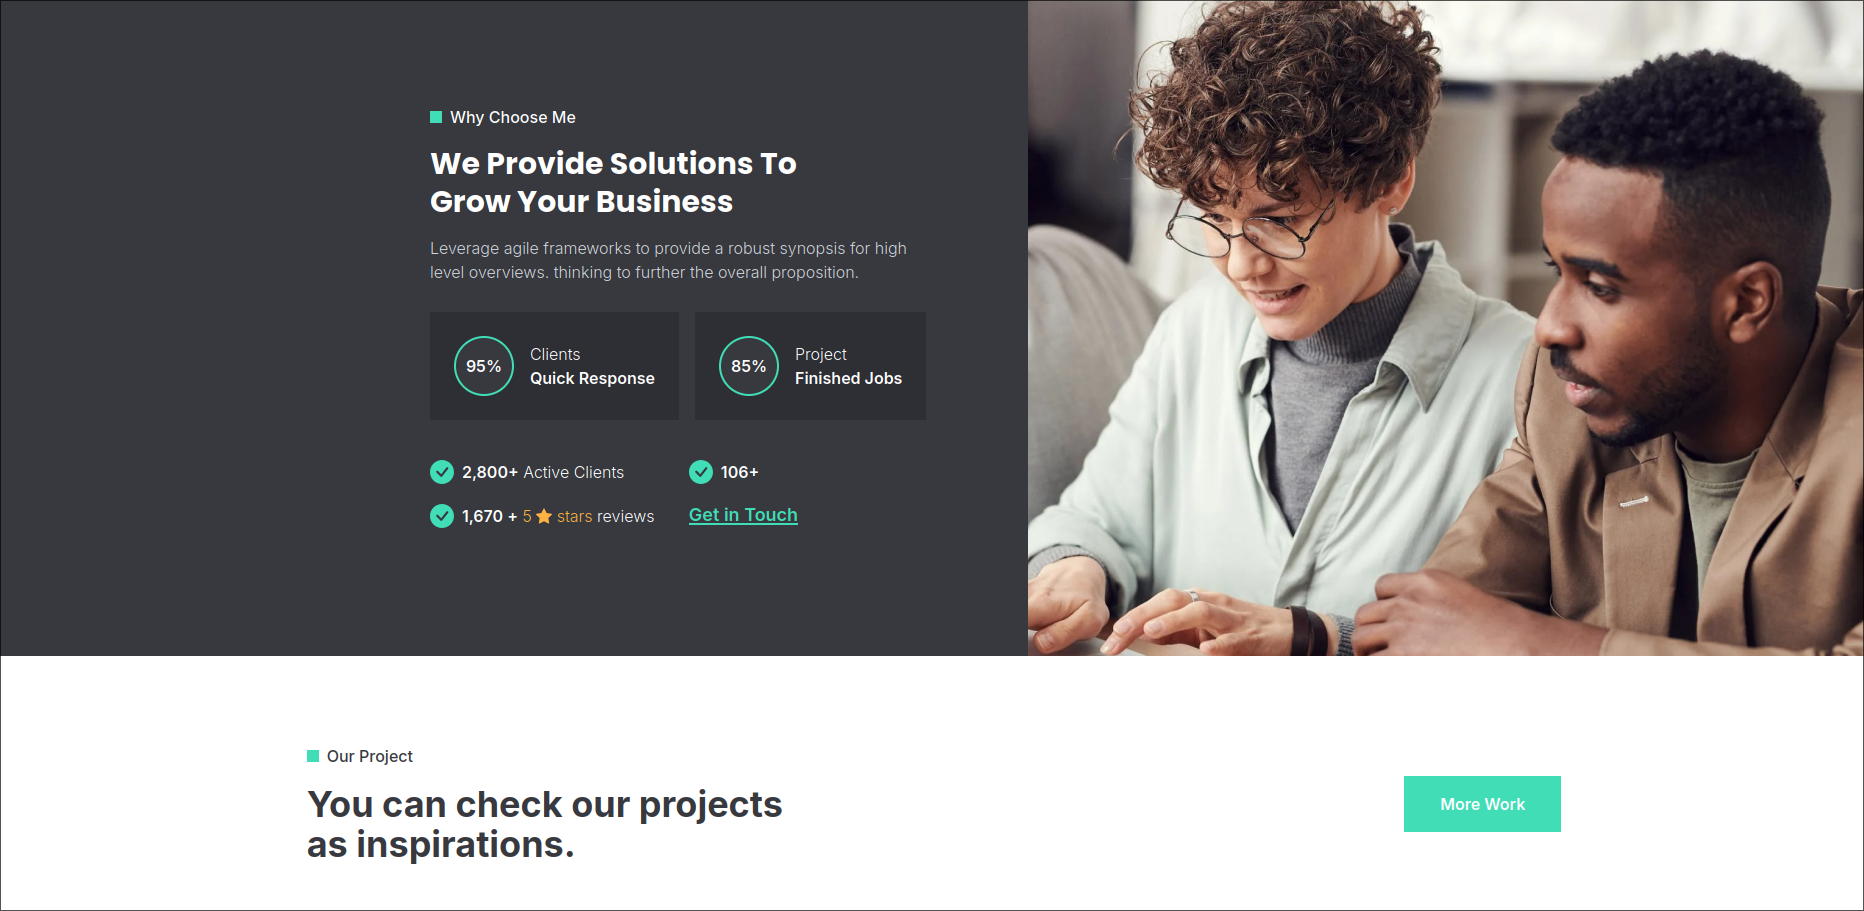 Why Choose Me
We Provide Solutions To
Grow Your Business
Leverage agile frameworks to provide a robust synopsis for high
level overviews. thinking to further the overall proposition.
95%
Clients
Quick Response
85%
Project
Finished Jobs
2,800+ Active Clients
106+
1,670 + 5 ⭐ stars reviews
Get in Touch
Our Project
You can check our projects
as inspirations.
More Work